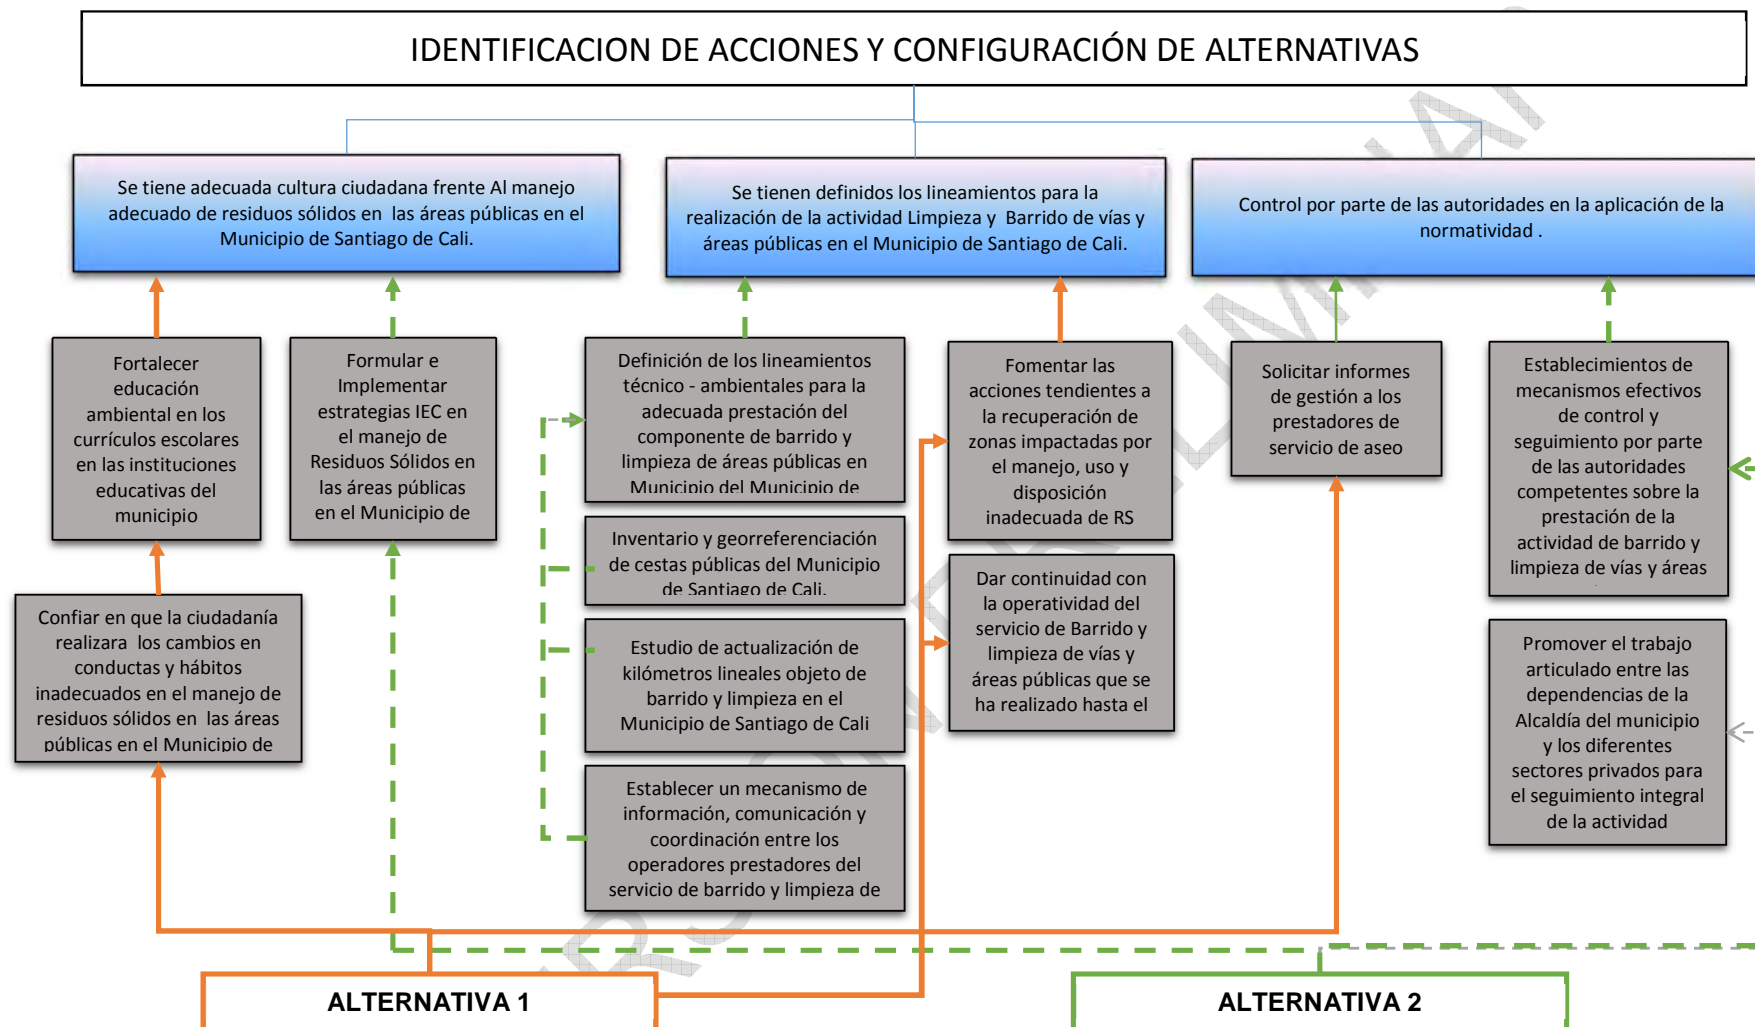 IDENTIFICACION DE ACCIONES Y CONFIGURACIÓN DE ALTERNATIVAS
Se tiene adecuada cultura ciudadana frente Al manejo
adecuado de residuos sólidos en las áreas públicas en el
Municipio de Santiago de Cali.
Se tienen definidos los lineamientos para la
realización de la actividad Limpieza y Barrido de vías y
áreas públicas en el Municipio de Santiago de Cali.
Control por parte de las autoridades en la aplicación de la
normatividad .
Fortalecer
educación
ambiental en los
currículos escolares
en las instituciones
educativas del
municipio
Formular e
Implementar
estrategias IEC en
el manejo de
Residuos Sólidos en
las áreas públicas
en el Municipio de
Definición de los lineamientos
técnico - ambientales para la
adecuada prestación del
componente de barrido y
limpieza de áreas públicas en
Municipio del Municipio de
Fomentar las
acciones tendientes a
la recuperación de
zonas impactadas por
el manejo, uso y
disposición
inadecuada de RS
Solicitar informes
de gestión a los
prestadores de
servicio de aseo
Establecimientos de
mecanismos efectivos
de control y
seguimiento por parte
de las autoridades
competentes sobre la
prestación de la
actividad de barrido y
limpieza de vías y áreas
Inventario y georreferenciación
de cestas públicas del Municipio
de Santiago de Cali.
Confiar en que la ciudadanía
realizara los cambios en
conductas y hábitos
inadecuados en el manejo de
residuos sólidos en las áreas
públicas en el Municipio de
Estudio de actualización de
kilómetros lineales objeto de
barrido y limpieza en el
Municipio de Santiago de Cali
Dar continuidad con
la operatividad del
servicio de Barrido y
limpieza de vías y
áreas públicas que se
ha realizado hasta el
Promover el trabajo
articulado entre las
dependencias de la
Alcaldía del municipio
y los diferentes
sectores privados para
el seguimiento integral
de la actividad
Establecer un mecanismo de
información, comunicación y
coordinación entre los
operadores prestadores del
servicio de barrido y limpieza de
ALTERNATIVA 1
ALTERNATIVA 2